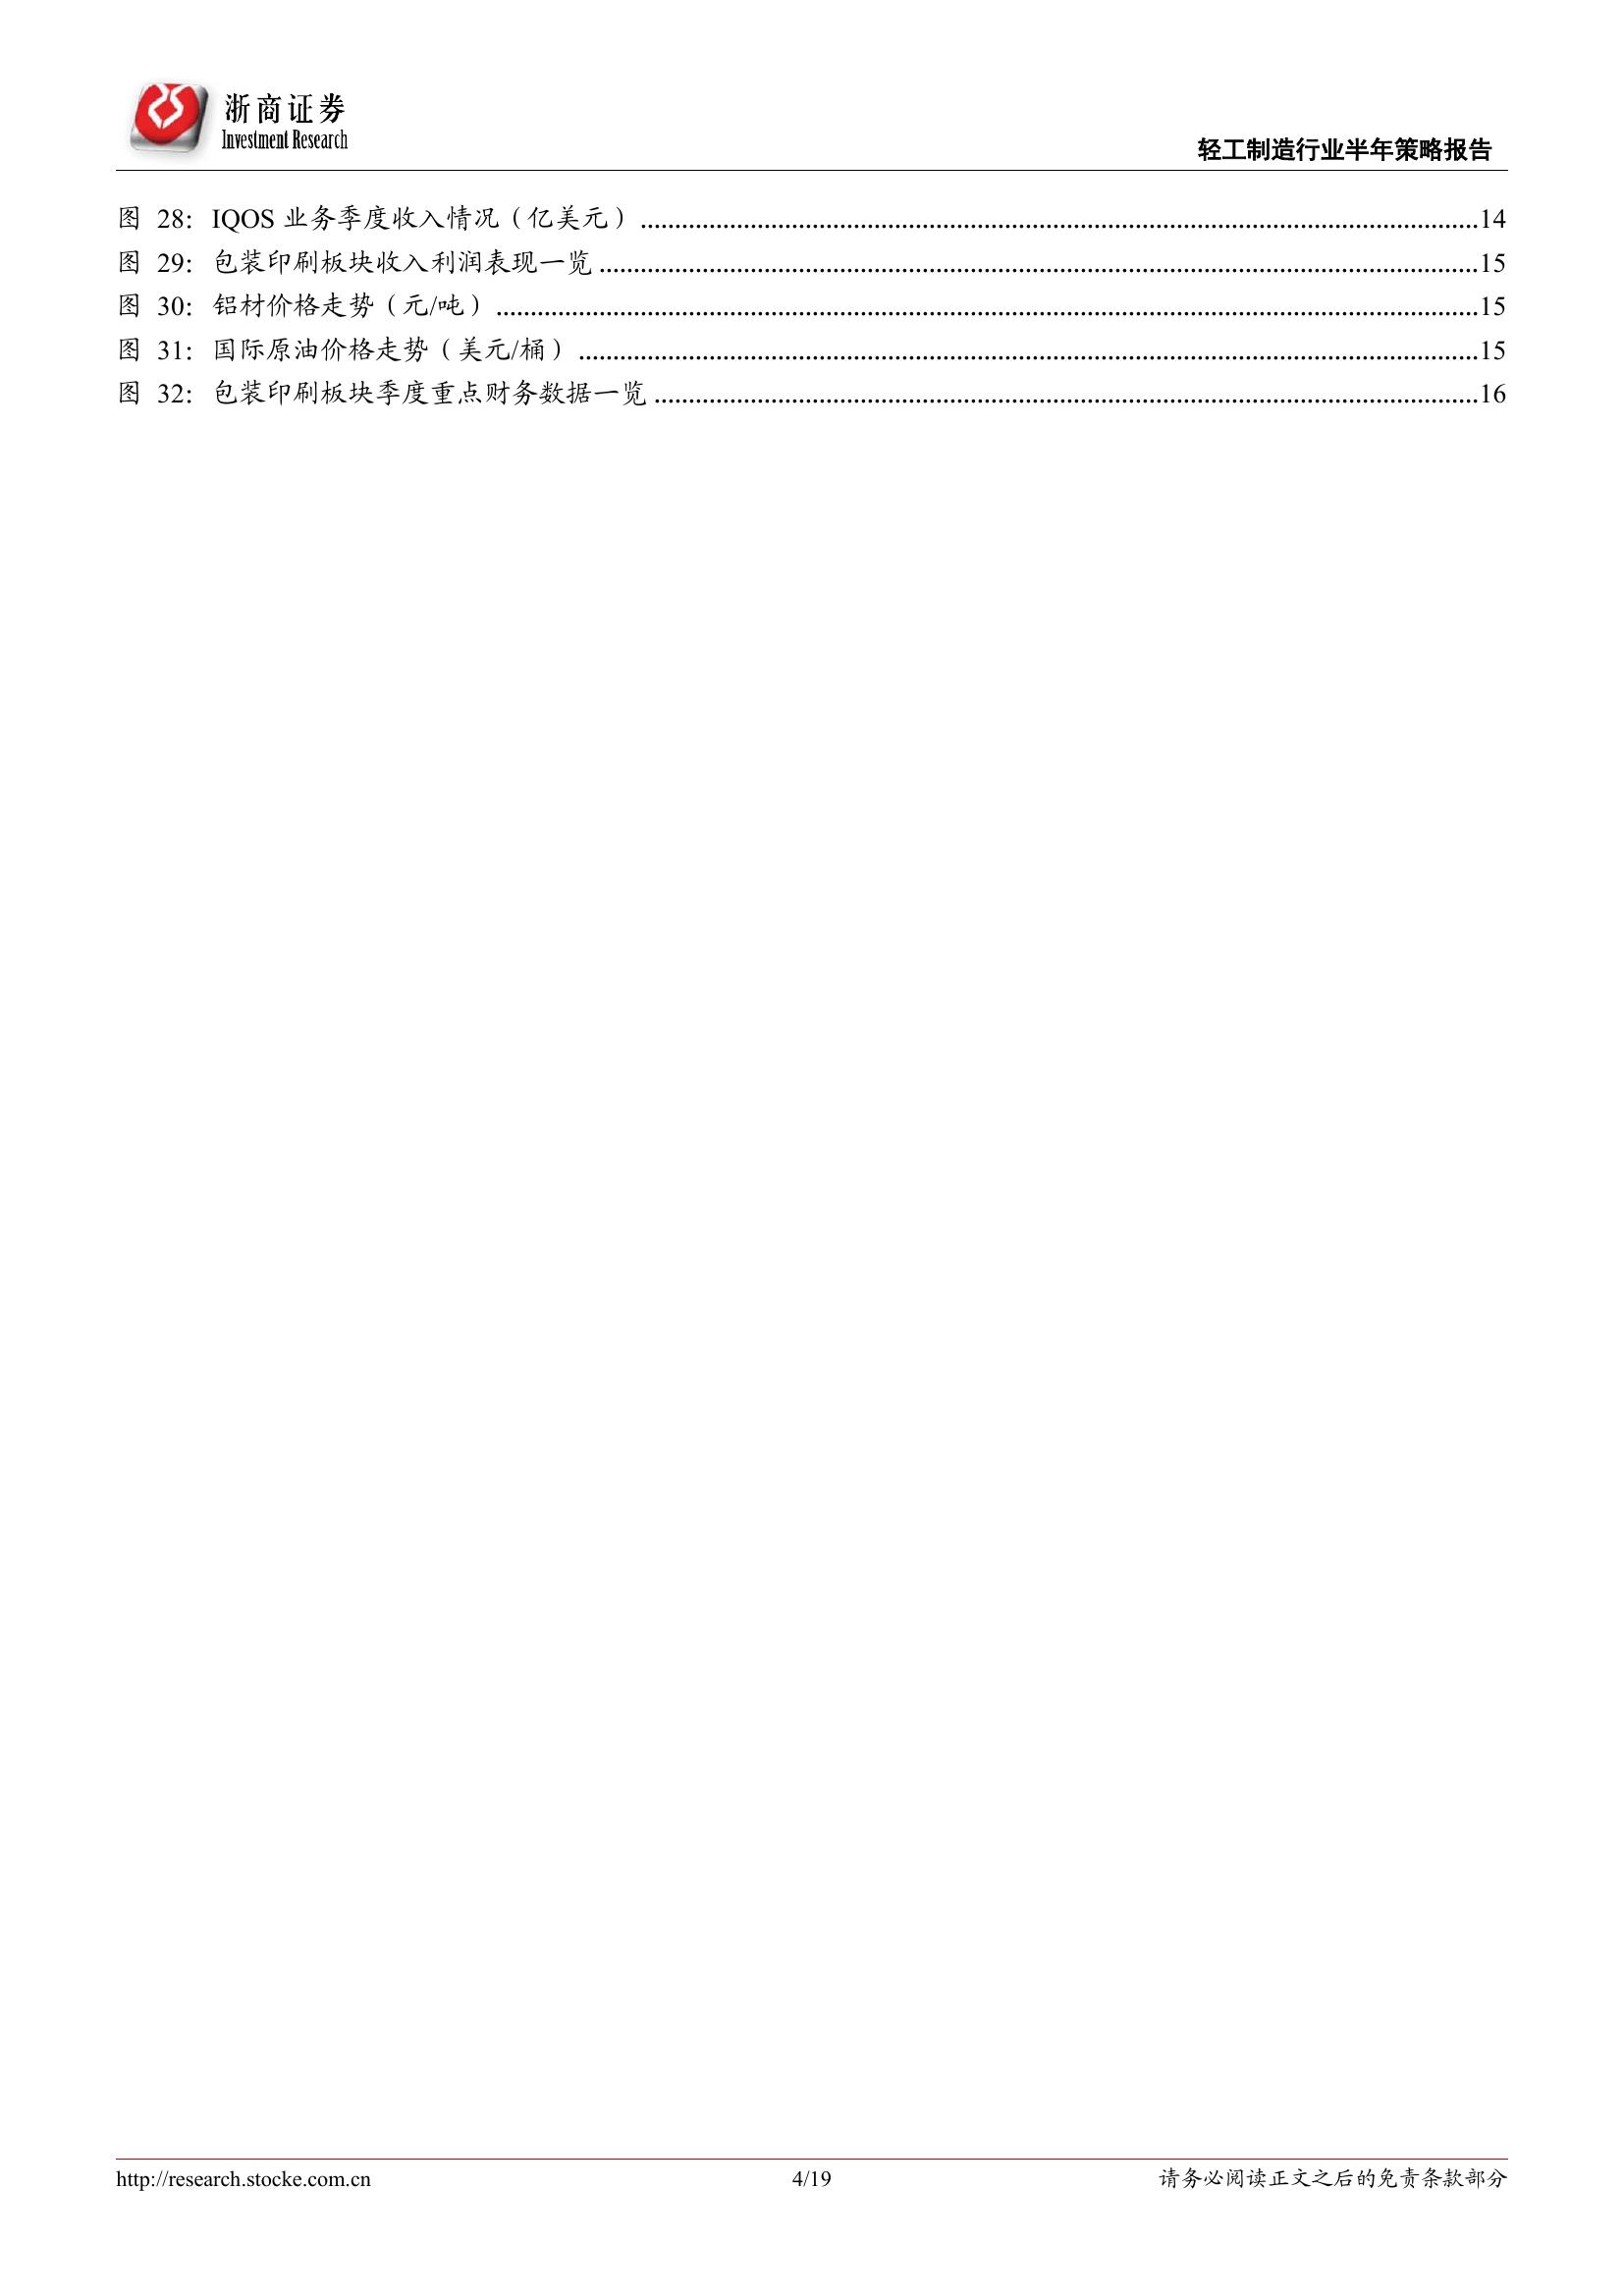 浙商证券
Investment Research
轻工制造行业半年策略报告
图 28：IQOS 业务季度收入情况（亿美元）..........14
图 29：包装印刷板块收入利润表现一览..........15
图 30：铝材价格走势（元/吨）..........15
图 31：国际原油价格走势（美元/桶）..........15
图 32：包装印刷板块季度重点财务数据一览..........16
http://research.stocke.com.cn 4/19 请务必阅读正文之后的免责条款部分